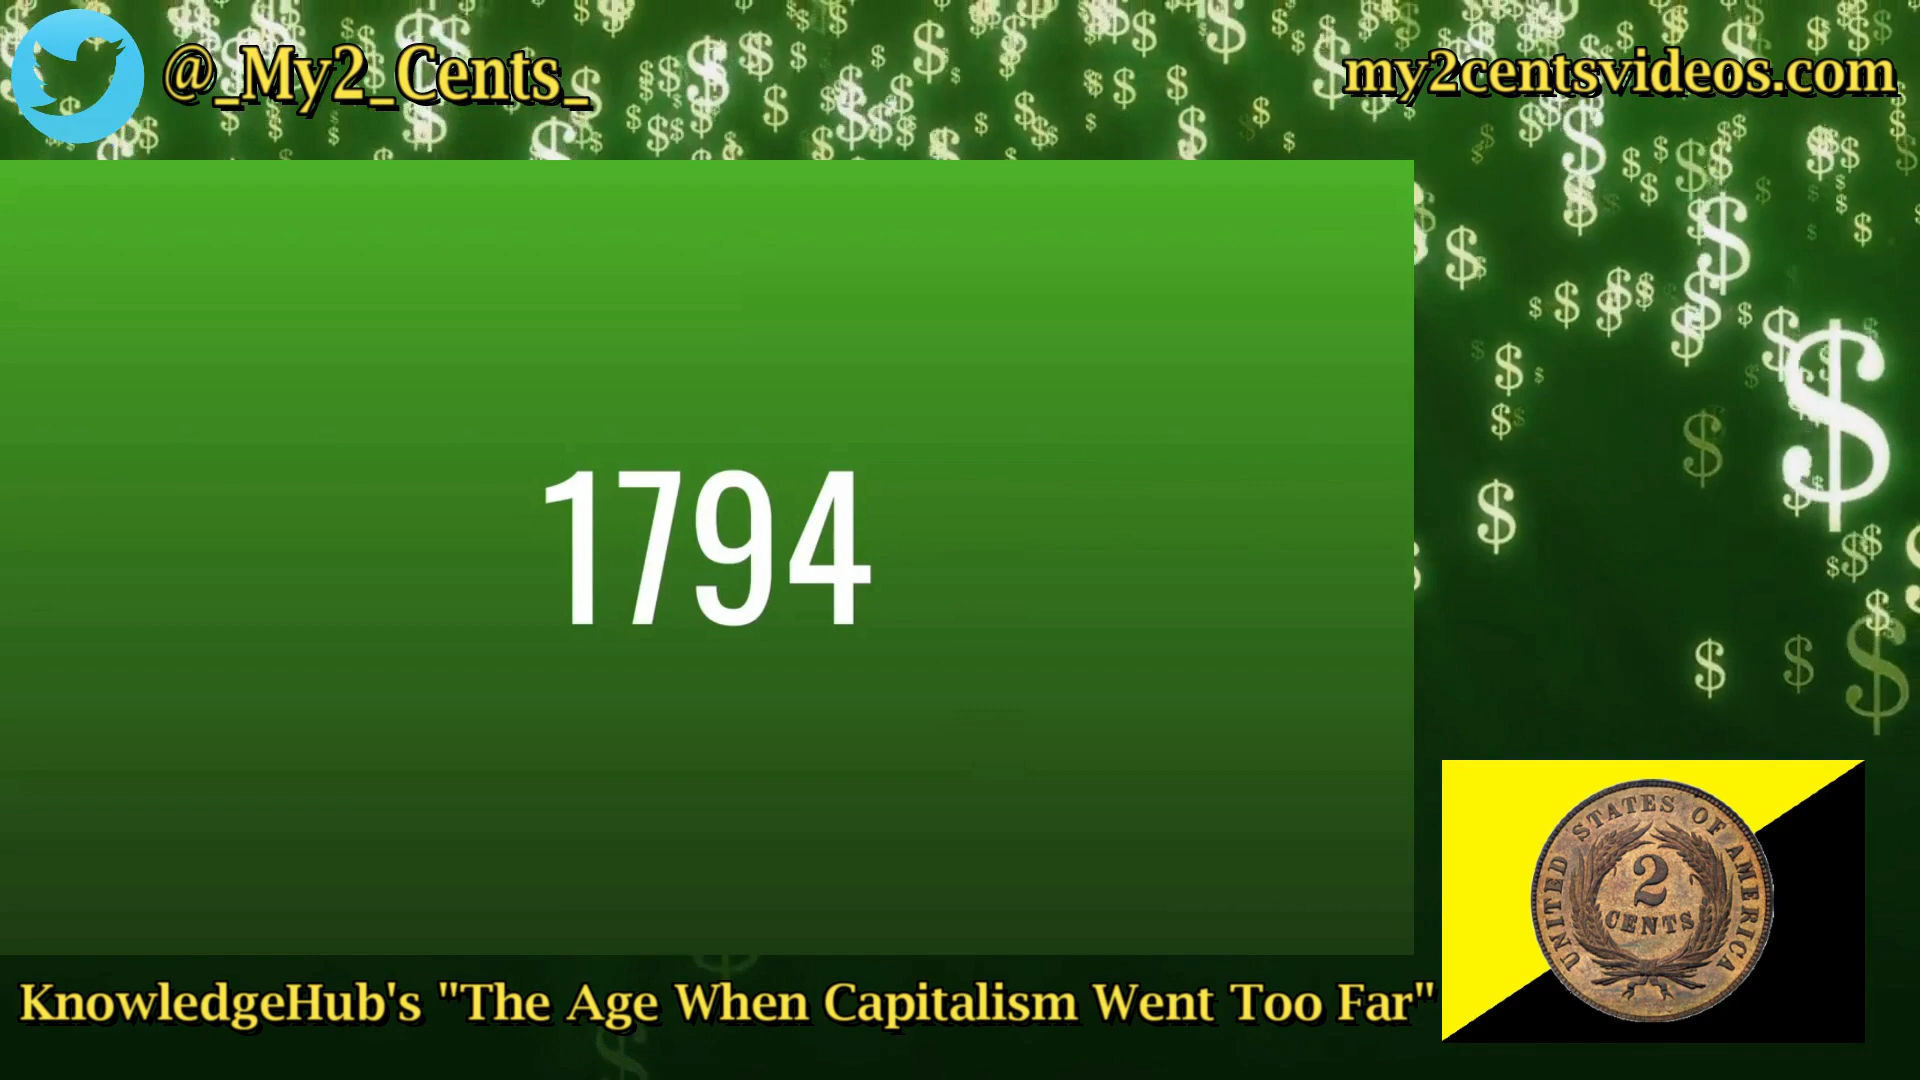 @_My2_Cents_
my2centsvideos.com
1794
UNITED STATES OF AMERICA
2
CENTS
KnowledgeHub's "The Age When Capitalism Went Too Far"